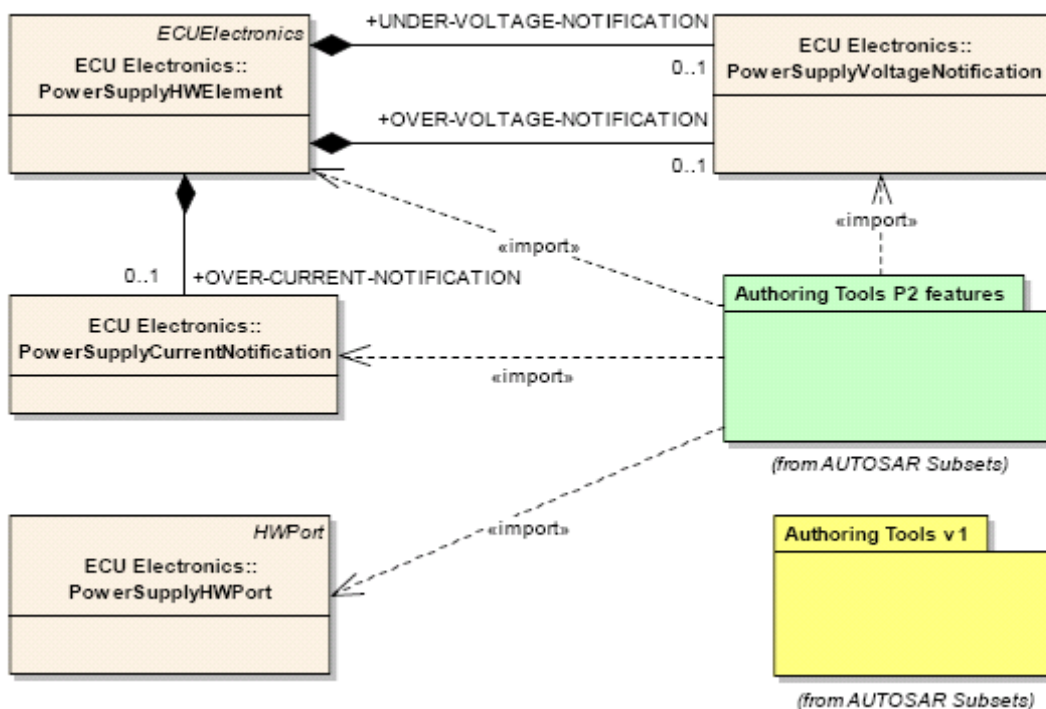 ECUElectronics
ECU Electronics::
PowerSupplyHWElement
+UNDER-VOLTAGE-NOTIFICATION
0..1
ECU Electronics::
PowerSupplyVoltageNotification
+OVER-VOLTAGE-NOTIFICATION
0..1
«import»
«import»
0..1
+OVER-CURRENT-NOTIFICATION
ECU Electronics::
PowerSupplyCurrentNotification
«import»
Authoring Tools P2 features
(from AUTOSAR Subsets)
HWPort
ECU Electronics::
PowerSupplyHWPort
«import»
Authoring Tools v1
(from AUTOSAR Subsets)